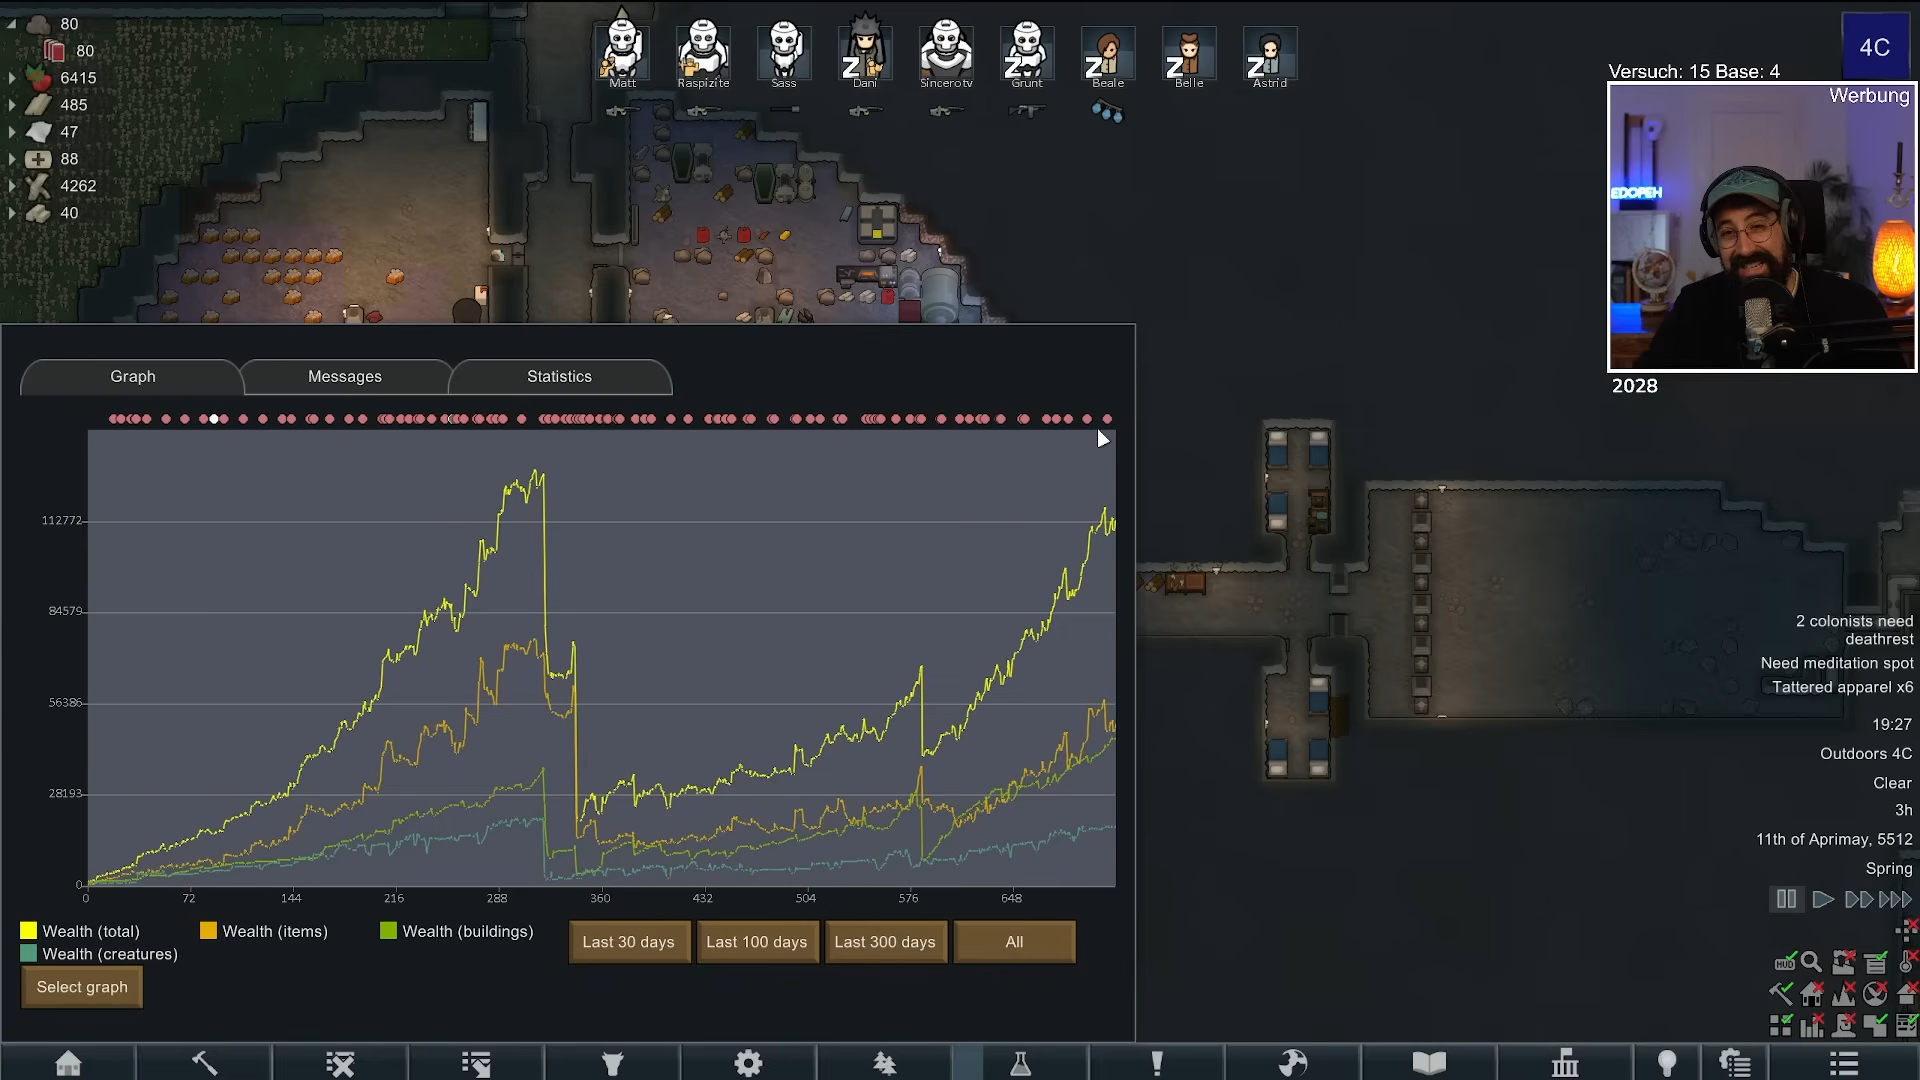 80
80
6415
485
47
88
4262
40
Matt
Raspizite
Sass
Dani
Sincerotv
Grunt
Beale
Belle
Astrid
Z
Z
Z
Z
Z
4C
Versuch: 15 Base: 4
Werbung
EDOPEH
2028
Graph
Messages
Statistics
112772
84579
56386
28193
0
0
72
144
216
288
360
432
504
576
648
Wealth (total)
Wealth (items)
Wealth (buildings)
Wealth (creatures)
Last 30 days
Last 100 days
Last 300 days
All
Select graph
2 colonists need
deathrest
Need meditation spot
Tattered apparel x6
19:27
Outdoors 4C
Clear
3h
11th of Aprimay, 5512
Spring
HUD